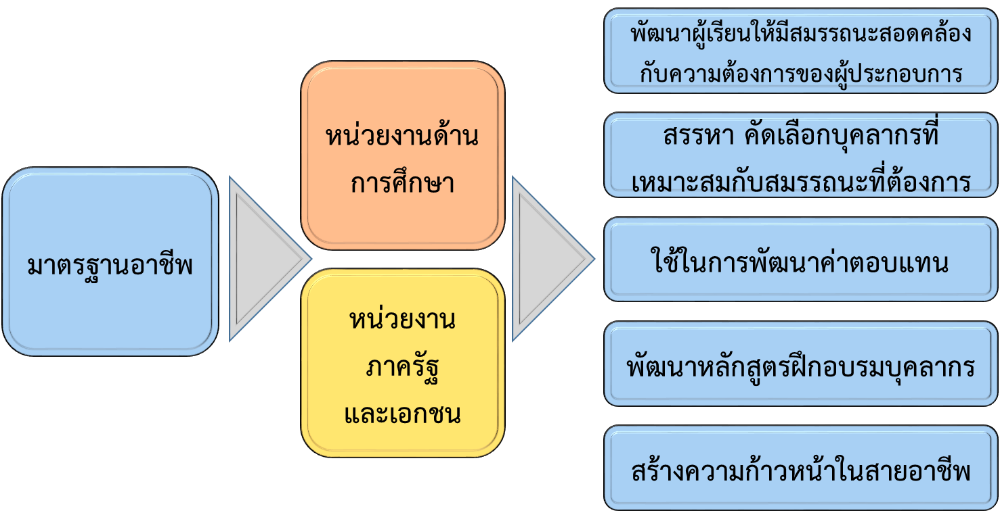 มาตรฐานอาชีพ
หน่วยงานด้าน
การศึกษา
หน่วยงาน
ภาครัฐ
และเอกชน
พัฒนาผู้เรียนให้มีสมรรถนะสอดคล้อง
กับความต้องการของผู้ประกอบการ
สรรหา คัดเลือกบุคลากรที่
เหมาะสมกับสมรรถนะที่ต้องการ
ใช้ในการพัฒนาค่าตอบแทน
พัฒนาหลักสูตรฝึกอบรมบุคลากร
สร้างความก้าวหน้าในสายอาชีพ